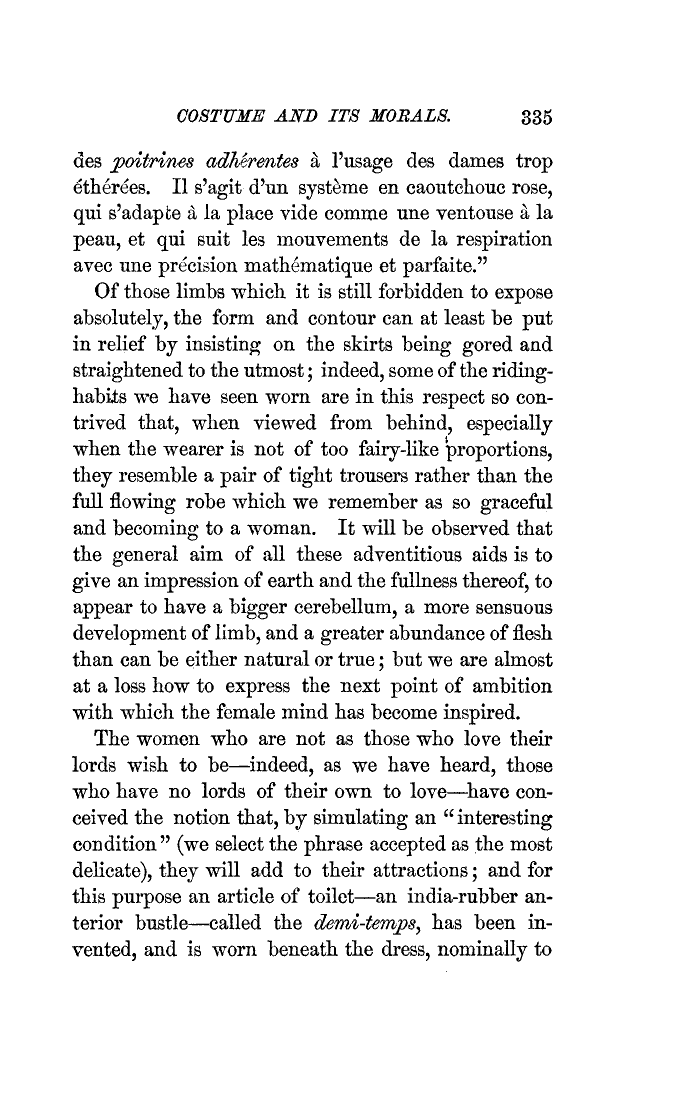 COSTUME AND ITS MORALS. 335
des poitrines adhérentes à l'usage des dames trop
éthérées. Il s'agit d'un système en caoutchouc rose,
qui s'adapte à la place vide comme une ventouse à la
peau, et qui suit les mouvements de la respiration
avec une précision mathématique et parfaite."
Of those limbs which it is still forbidden to expose
absolutely, the form and contour can at least be put
in relief by insisting on the skirts being gored and
straightened to the utmost; indeed, some of the riding-
habits we have seen worn are in this respect so con-
trived that, when viewed from behind, especially
when the wearer is not of too fairy-like proportions,
they resemble a pair of tight trousers rather than the
full flowing robe which we remember as so graceful
and becoming to a woman. It will be observed that
the general aim of all these adventitious aids is to
give an impression of earth and the fullness thereof, to
appear to have a bigger cerebellum, a more sensuous
development of limb, and a greater abundance of flesh
than can be either natural or true; but we are almost
at a loss how to express the next point of ambition
with which the female mind has become inspired.
The women who are not as those who love their
lords wish to be—indeed, as we have heard, those
who have no lords of their own to love—have con-
ceived the notion that, by simulating an "interesting
condition" (we select the phrase accepted as the most
delicate), they will add to their attractions; and for
this purpose an article of toilet—an india-rubber an-
terior bustle—called the demi-temps, has been in-
vented, and is worn beneath the dress, nominally to